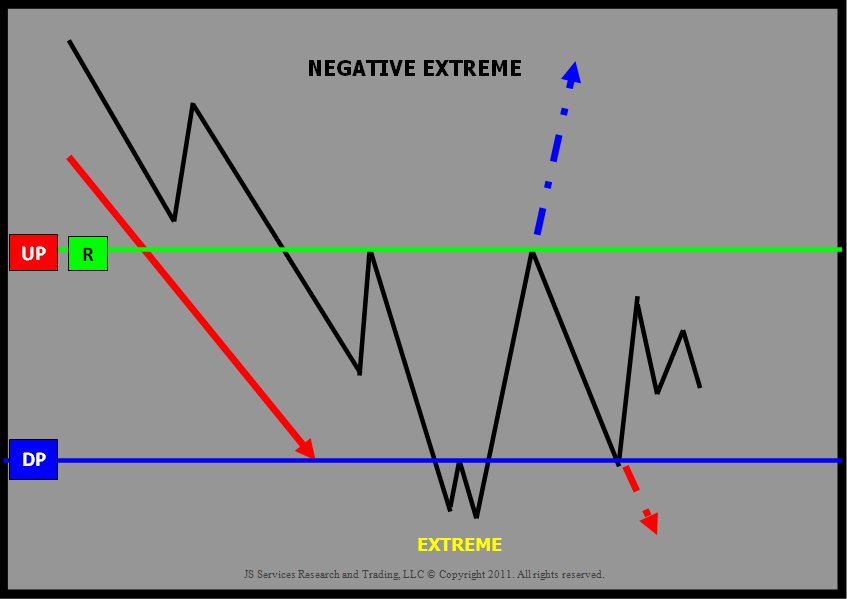 NEGATIVE EXTREME
UP
R
DP
EXTREME
JS Services Research and Trading, LLC © Copyright 2011. All rights reserved.